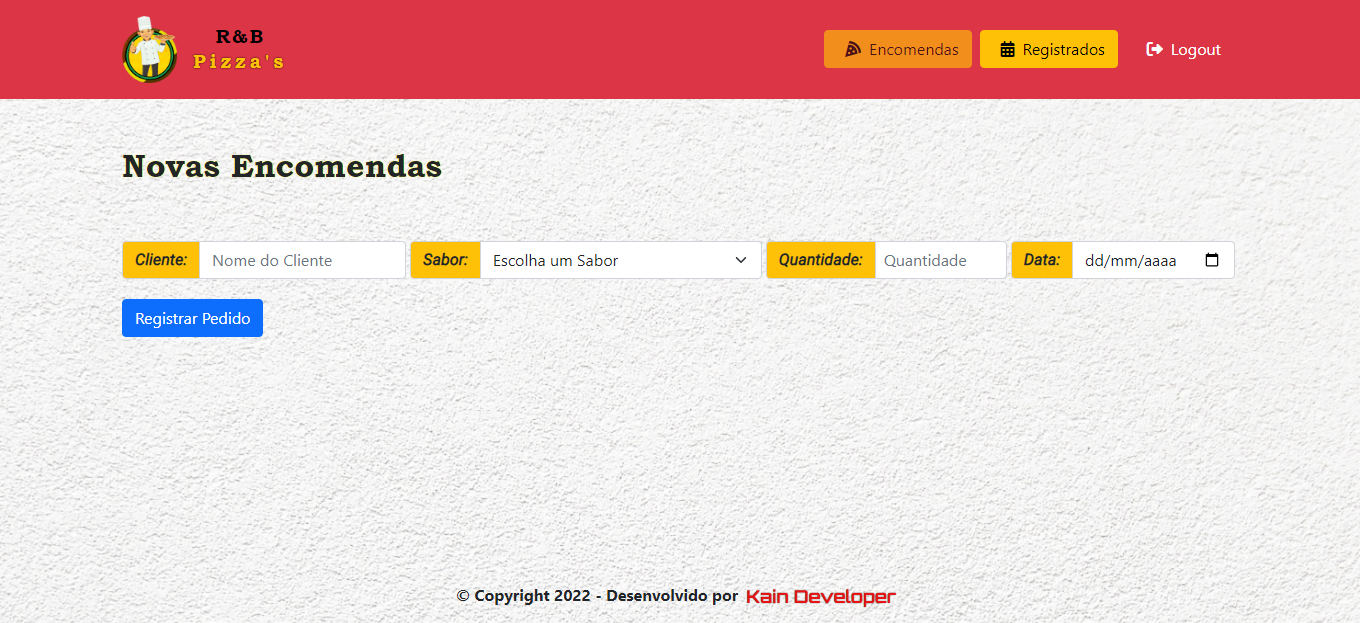 R&B
Pizza's
Encomendas
Registrados
Logout
Novas Encomendas
Cliente: Nome do Cliente Sabor: Escolha um Sabor Quantidade: Quantidade Data: dd/mm/aaaa
Registrar Pedido
© Copyright 2022 - Desenvolvido por Kain Developer